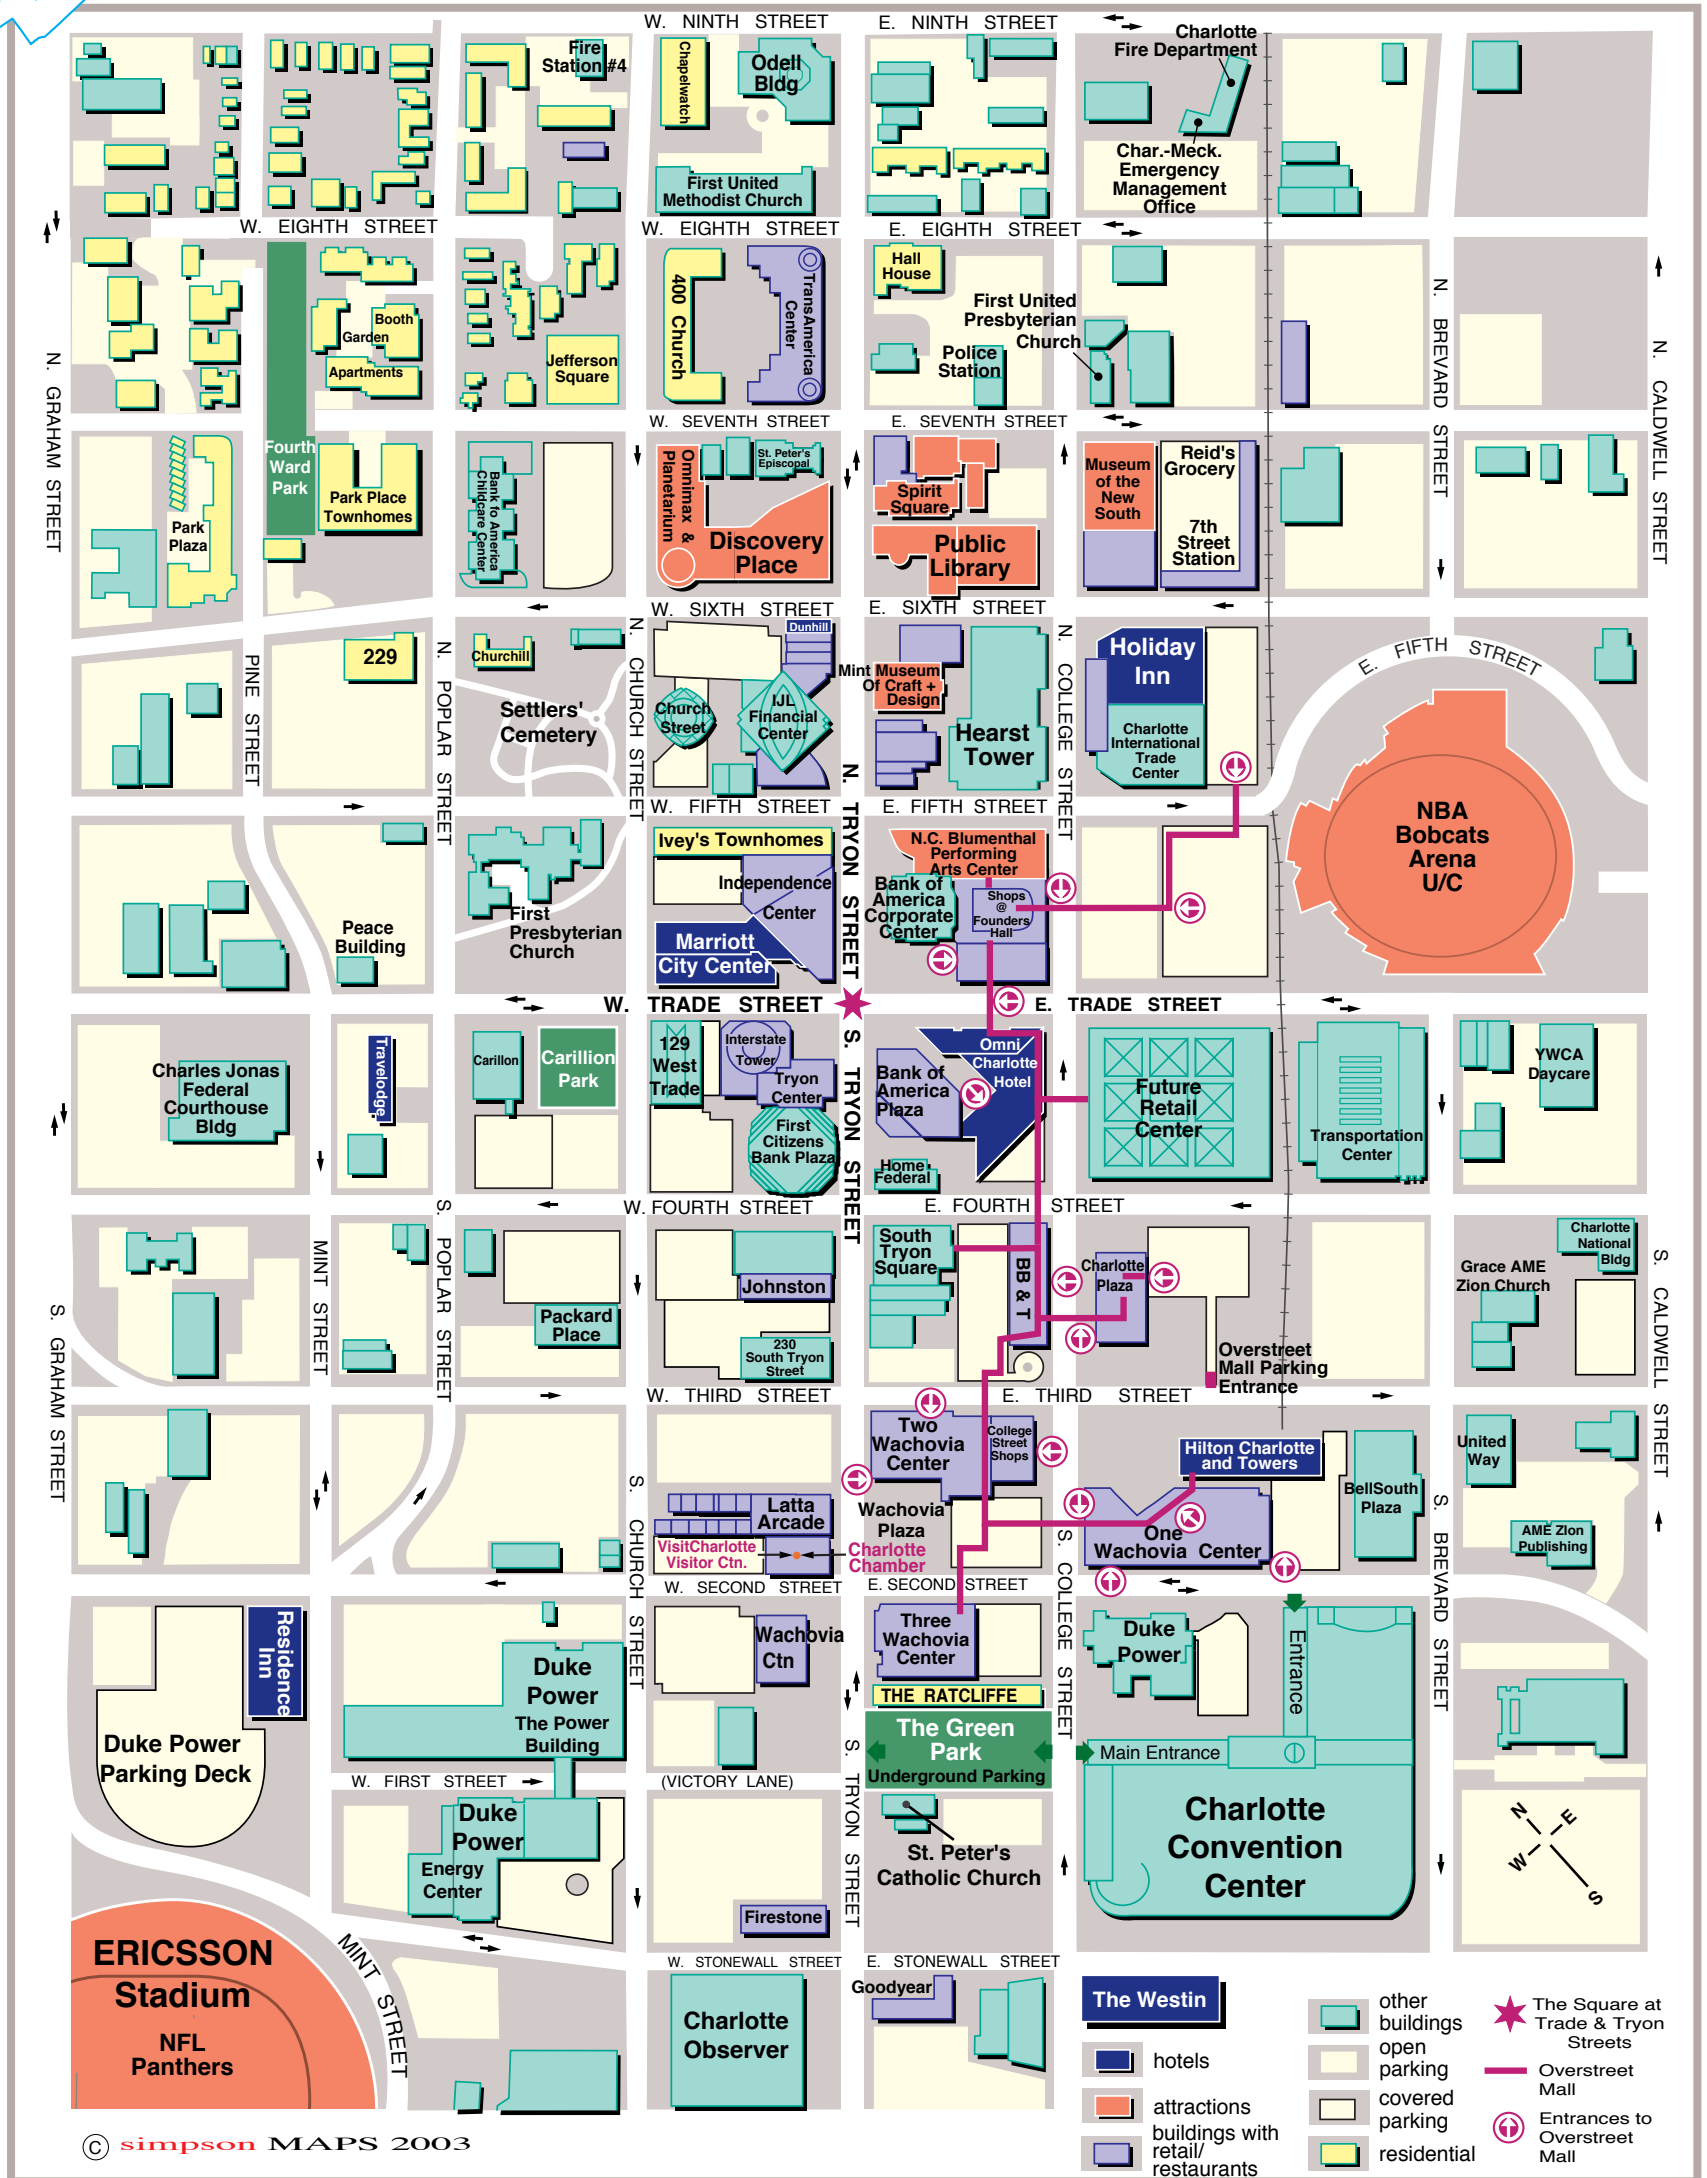 W. NINTH STREET
E. NINTH STREET
Charlotte
Fire Department
Fire
Station #4
Chapelwatch
Odell
Bldg
Char.-Meck.
Emergency
Management
Office
First United
Methodist Church
W. EIGHTH STREET
W. EIGHTH STREET
E. EIGHTH STREET
N. GRAHAM STREET
N. BREVARD STREET
N. CALDWELL STREET
Hall
House
400 Church
TransAmerica
Center
First United
Presbyterian
Church
Booth
Garden
Apartments
Jefferson
Square
Police
Station
W. SEVENTH STREET
E. SEVENTH STREET
Fourth
Ward
Park
Park Place
Townhomes
Park
Plaza
Bank fo America
Childcare Center
Omnimax &
Planetarium
St. Peter's
Episcopal
Discovery
Place
Spirit
Square
Public
Library
Museum
of the
New
South
Reid's
Grocery
7th
Street
Station
W. SIXTH STREET
E. SIXTH STREET
PINE STREET
N. POPLAR STREET
N. CHURCH STREET
N. COLLEGE STREET
E. FIFTH STREET
229
Churchill
Settlers'
Cemetery
Dunhill
Church
Street
IJL
Financial
Center
Mint Museum
Of Craft +
Design
Hearst
Tower
Holiday
Inn
Charlotte
International
Trade
Center
W. FIFTH STREET
E. FIFTH STREET
N. TRYON STREET
Ivey's Townhomes
Independence
Center
Marriott
City Center
N.C. Blumenthal
Performing
Arts Center
Bank of
America
Corporate
Center
Shops
@
Founders
Hall
NBA
Bobcats
Arena
U/C
First
Presbyterian
Church
Peace
Building
W. TRADE STREET
E. TRADE STREET
Charles Jonas
Federal
Courthouse
Bldg
Travelodge
Carillon
Carillion
Park
129
West
Trade
Interstate
Tower
Tryon
Center
First
Citizens
Bank Plaza
S. TRYON STREET
Bank of
America
Plaza
Omni
Charlotte
Hotel
Home
Federal
Future
Retail
Center
Transportation
Center
YWCA
Daycare
W. FOURTH STREET
E. FOURTH STREET
S. GRAHAM STREET
MINT STREET
S. POPLAR STREET
Packard
Place
Johnston
230
South Tryon
Street
South
Tryon
Square
BB & T
Charlotte
Plaza
Overstreet
Mall Parking
Entrance
Charlotte
National
Bldg
Grace AME
Zion Church
S. CALDWELL STREET
W. THIRD STREET
E. THIRD STREET
Two
Wachovia
Center
College
Street
Shops
Hilton Charlotte
and Towers
BellSouth
Plaza
United
Way
AME ZIon
Publishing
Latta
Arcade
VisitCharlotte
Visitor Ctn.
Wachovia
Plaza
Charlotte
Chamber
One
Wachovia Center
S. CHURCH STREET
S. COLLEGE STREET
S. BREVARD STREET
W. SECOND STREET
E. SECOND STREET
Residence
Inn
Duke
Power
The Power
Building
Wachovia
Ctn
Three
Wachovia
Center
THE RATCLIFFE
Duke
Power
Entrance
Duke Power
Parking Deck
The Green
Park
Underground Parking
Main Entrance
W. FIRST STREET
(VICTORY LANE)
S. TRYON STREET
Duke
Power
Energy
Center
St. Peter's
Catholic Church
Charlotte
Convention
Center
N
E
W
S
Firestone
ERICSSON
Stadium
NFL
Panthers
MINT STREET
W. STONEWALL STREET
E. STONEWALL STREET
Charlotte
Observer
Goodyear
The Westin
hotels
attractions
buildings with
retail/
restaurants
other
buildings
open
parking
covered
parking
residential
The Square at
Trade & Tryon
Streets
Overstreet
Mall
Entrances to
Overstreet
Mall
© simpson MAPS 2003